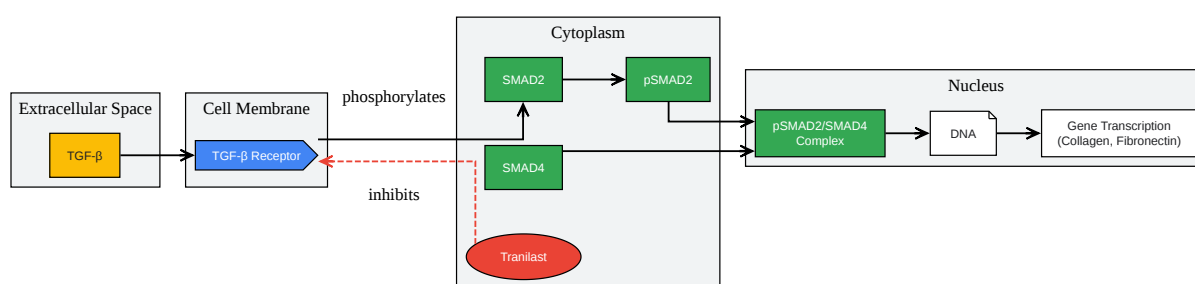 Extracellular Space
TGF-β
Cell Membrane
TGF-β Receptor
phosphorylates
inhibits
Cytoplasm
SMAD2
pSMAD2
SMAD4
Tranilast
Nucleus
pSMAD2/SMAD4
Complex
DNA
Gene Transcription
(Collagen, Fibronectin)